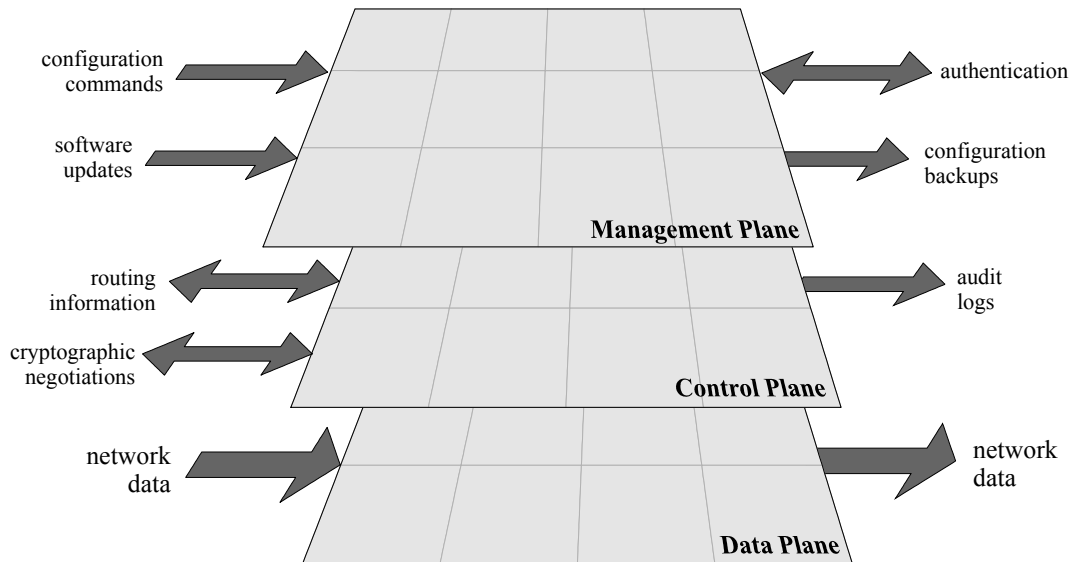 configuration
commands
authentication
software
updates
configuration
backups
Management Plane
routing
information
audit
logs
cryptographic
negotiations
Control Plane
network
data
network
data
Data Plane